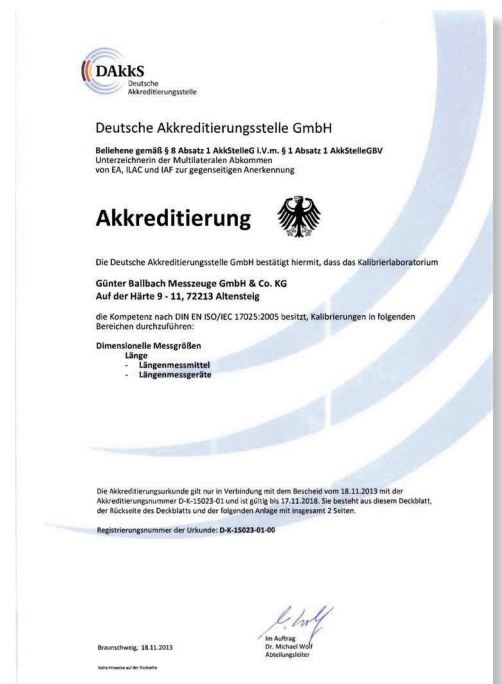 DAkkS
Deutsche
Akkreditierungsstelle
Deutsche Akkreditierungsstelle GmbH
Beliehene gemäß § 8 Absatz 1 AkkStelleG i.V.m. § 1 Absatz 1 AkkStelleGBV
Unterzeichnerin der Multilateralen Abkommen
von EA, ILAC und IAF zur gegenseitigen Anerkennung
Akkreditierung
Die Deutsche Akkreditierungsstelle GmbH bestätigt hiermit, dass das Kalibrierlaboratorium
Günter Ballbach Messzeuge GmbH & Co. KG
Auf der Härte 9 - 11, 72213 Altensteig
die Kompetenz nach DIN EN ISO/IEC 17025:2005 besitzt, Kalibrierungen in folgenden
Bereichen durchzuführen:
Dimensionelle Messgrößen
Länge
- Längenmessmittel
- Längenmessgeräte
Die Akkreditierungsurkunde gilt nur in Verbindung mit dem Bescheid vom 18.11.2013 mit der
Akkreditierungsnummer D-K-15023-01 und ist gültig bis 17.11.2018. Sie besteht aus diesem Deckblatt,
der Rückseite des Deckblatts und der folgenden Anlage mit insgesamt 2 Seiten.
Registrierungsnummer der Urkunde: D-K-15023-01-00
Im Auftrag
Braunschweig, 18.11.2013 Dr. Michael Wolf
Abteilungsleiter
Siehe Hinweise auf der Rückseite